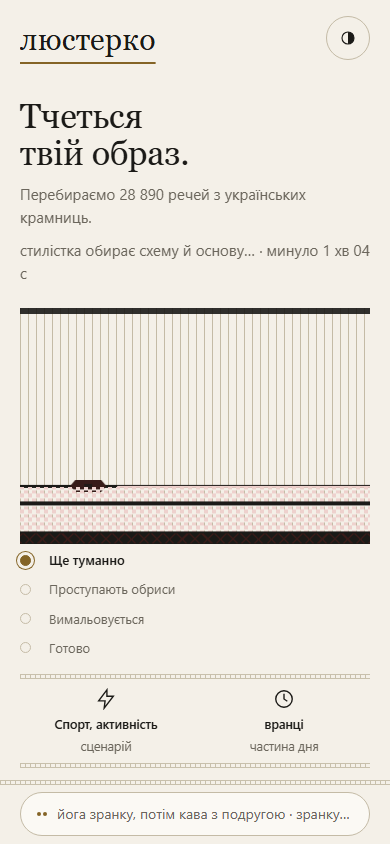 люстерко
Тчеться
твій образ.
Перебираємо 28 890 речей з українських
крамниць.
стилістка обирає схему й основу… · минуло 1 хв 04
с
Ще туманно
Проступають обриси
Вимальовується
Готово
Спорт, активність
вранці
сценарій
частина дня
йога зранку, потім кава з подругою · зранку…